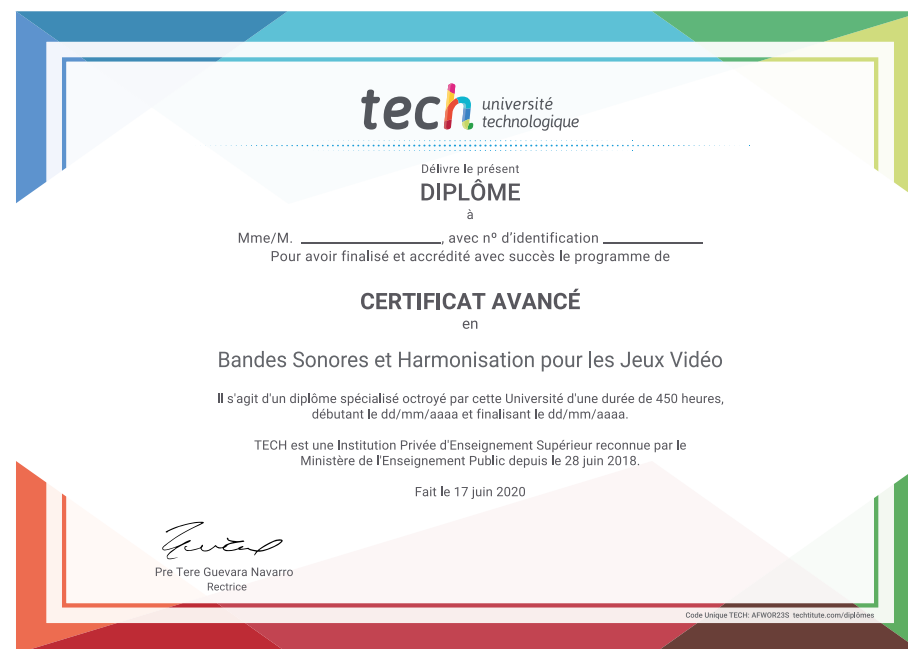 tech université
technologique
Délivre le présent
DIPLÔME
à
Mme/M. ____________________, avec nº d'identification ______________
Pour avoir finalisé et accrédité avec succès le programme de
CERTIFICAT AVANCÉ
en
Bandes Sonores et Harmonisation pour les Jeux Vidéo
Il s'agit d'un diplôme spécialisé octroyé par cette Université d'une durée de 450 heures,
débutant le dd/mm/aaaa et finalisant le dd/mm/aaaa.
TECH est une Institution Privée d'Enseignement Supérieur reconnue par le
Ministère de l'Enseignement Public depuis le 28 juin 2018.
Fait le 17 juin 2020
Pre Tere Guevara Navarro
Rectrice
Code Unique TECH: AFWOR23S techtitute.com/diplômes